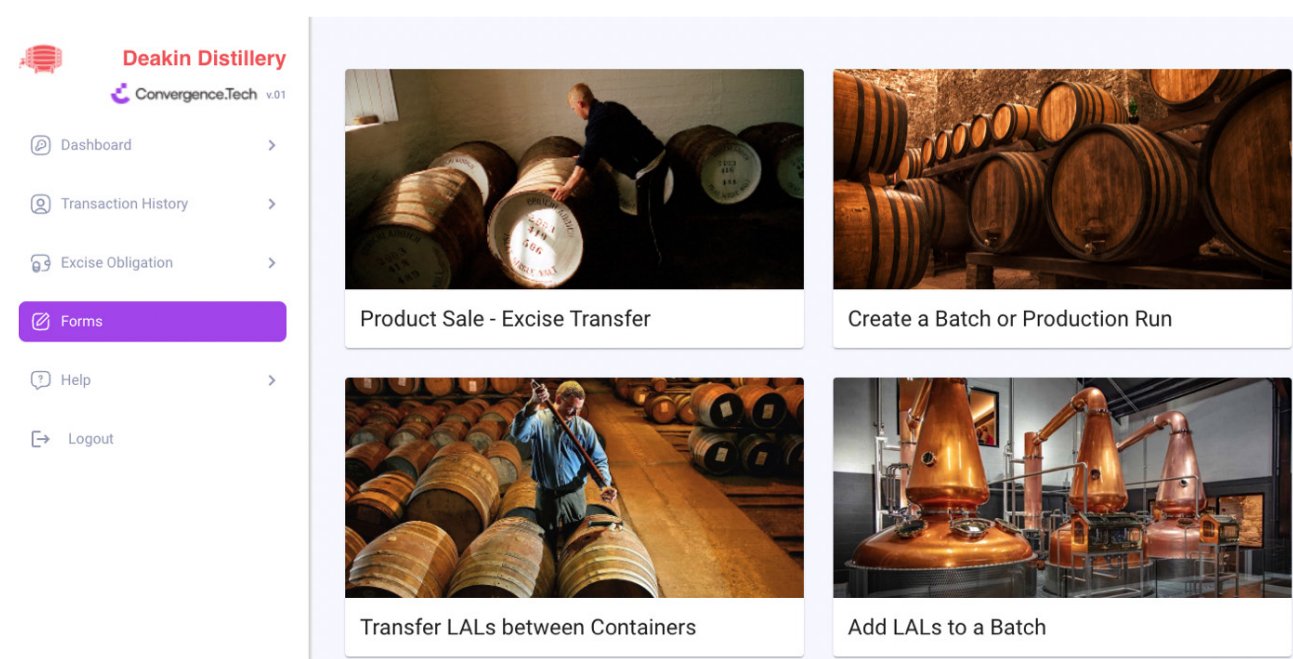 Deakin Distillery
Convergence.Tech v.01
Dashboard
Transaction History
Excise Obligation
Forms
Help
Logout
Product Sale - Excise Transfer
Create a Batch or Production Run
Transfer LALs between Containers
Add LALs to a Batch